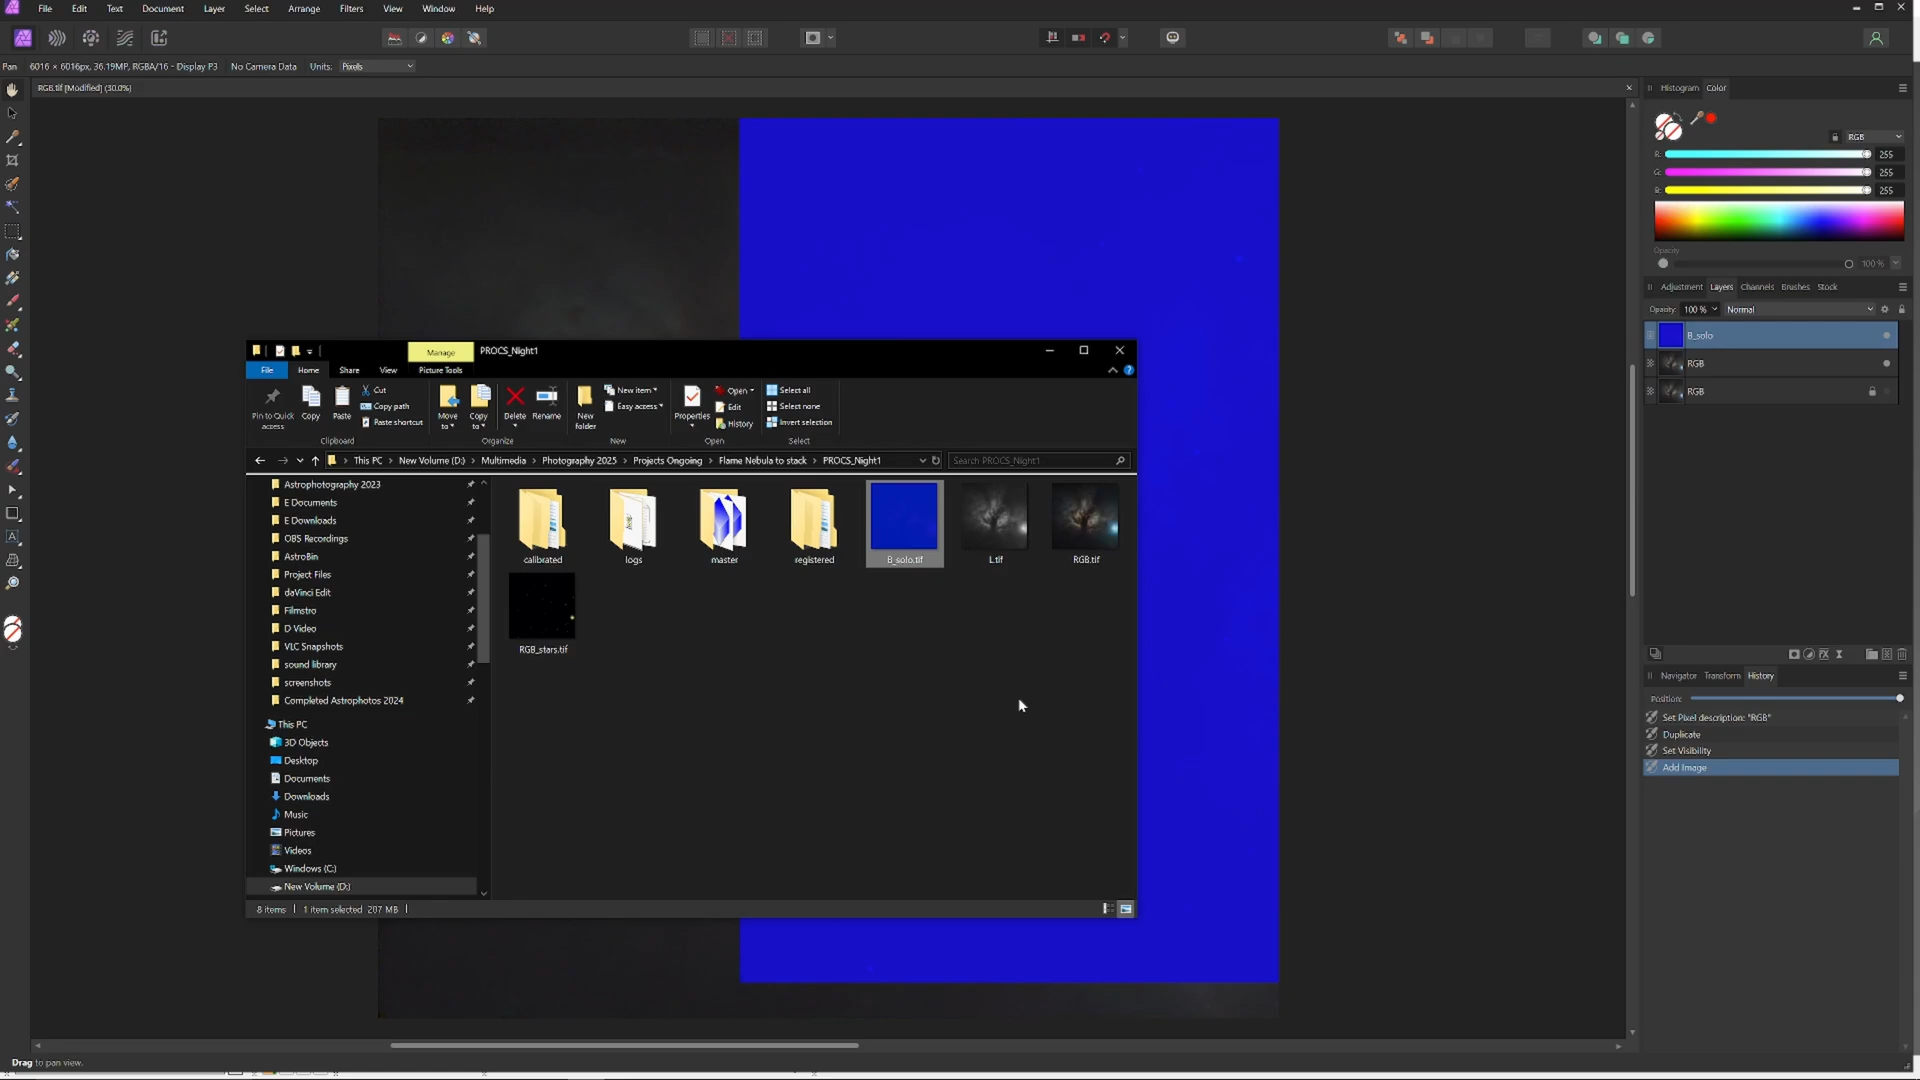 File Edit Text Document Layer Select Arrange Filters View Window Help
Pan 6016 × 6016px, 36.19MP, RGBA/16 - Display P3 No Camera Data Units: Pixels
RGB.tif [Modified] (30.0%)
Histogram Color
RGB
R: 255
G: 255
B: 255
Opacity
100 %
Adjustment Layers Channels Brushes Stock
Opacity: 100 % Normal
B_solo
RGB
RGB
Navigator Transform History
Position:
Set Pixel description: "RGB"
Duplicate
Set Visibility
Add Image
Manage PROCS_Night1
File Home Share View Picture Tools
Pin to Quick access
Copy
Paste
Cut
Copy path
Paste shortcut
Clipboard
Move to
Copy to
Delete
Rename
Organize
New folder
New item
Easy access
New
Properties
Open
Edit
History
Open
Select all
Select none
Invert selection
Select
This PC > New Volume (D:) > Multimedia > Photography 2025 > Projects Ongoing > Flame Nebula to stack > PROCS_Night1
Search PROCS_Night1
Astrophotography 2023
E Documents
E Downloads
OBS Recordings
AstroBin
Project Files
daVinci Edit
Filmstro
D Video
VLC Snapshots
sound library
screenshots
Completed Astrophotos 2024
This PC
3D Objects
Desktop
Documents
Downloads
Music
Pictures
Videos
Windows (C:)
New Volume (D:)
calibrated logs master registered B_solo.tif L.tif RGB.tif
RGB_stars.tif
8 items 1 item selected 207 MB
Drag to pan view.